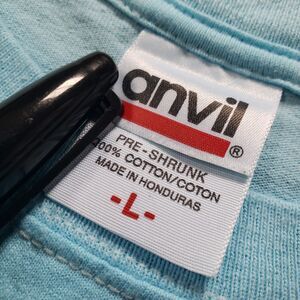 anvil
®
PRE-SHRUNK
100% COTTON/COTON
MADE IN HONDURAS
-L-